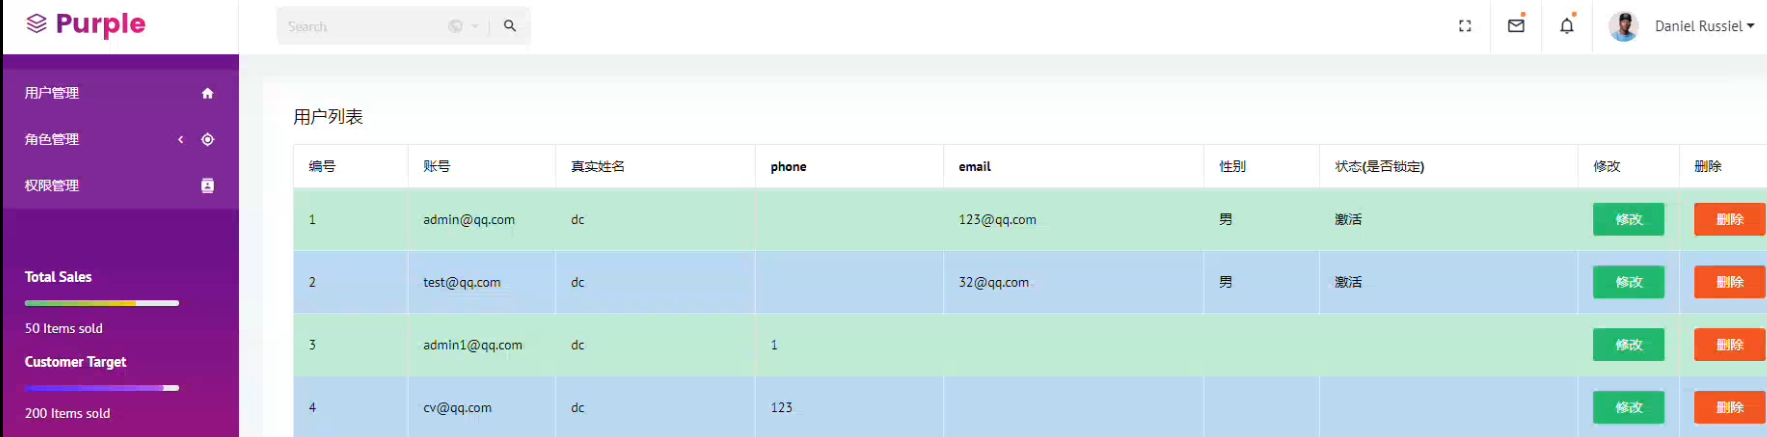 Purple
Search
Daniel Russiel
用户管理
角色管理
权限管理
Total Sales
50 Items sold
Customer Target
200 Items sold
用户列表
编号 账号 真实姓名 phone email 性别 状态(是否锁定) 修改 删除
1 admin@qq.com dc 123@qq.com 男 激活 修改 删除
2 test@qq.com dc 32@qq.com 男 激活 修改 删除
3 admin1@qq.com dc 1 修改 删除
4 cv@qq.com dc 123 修改 删除